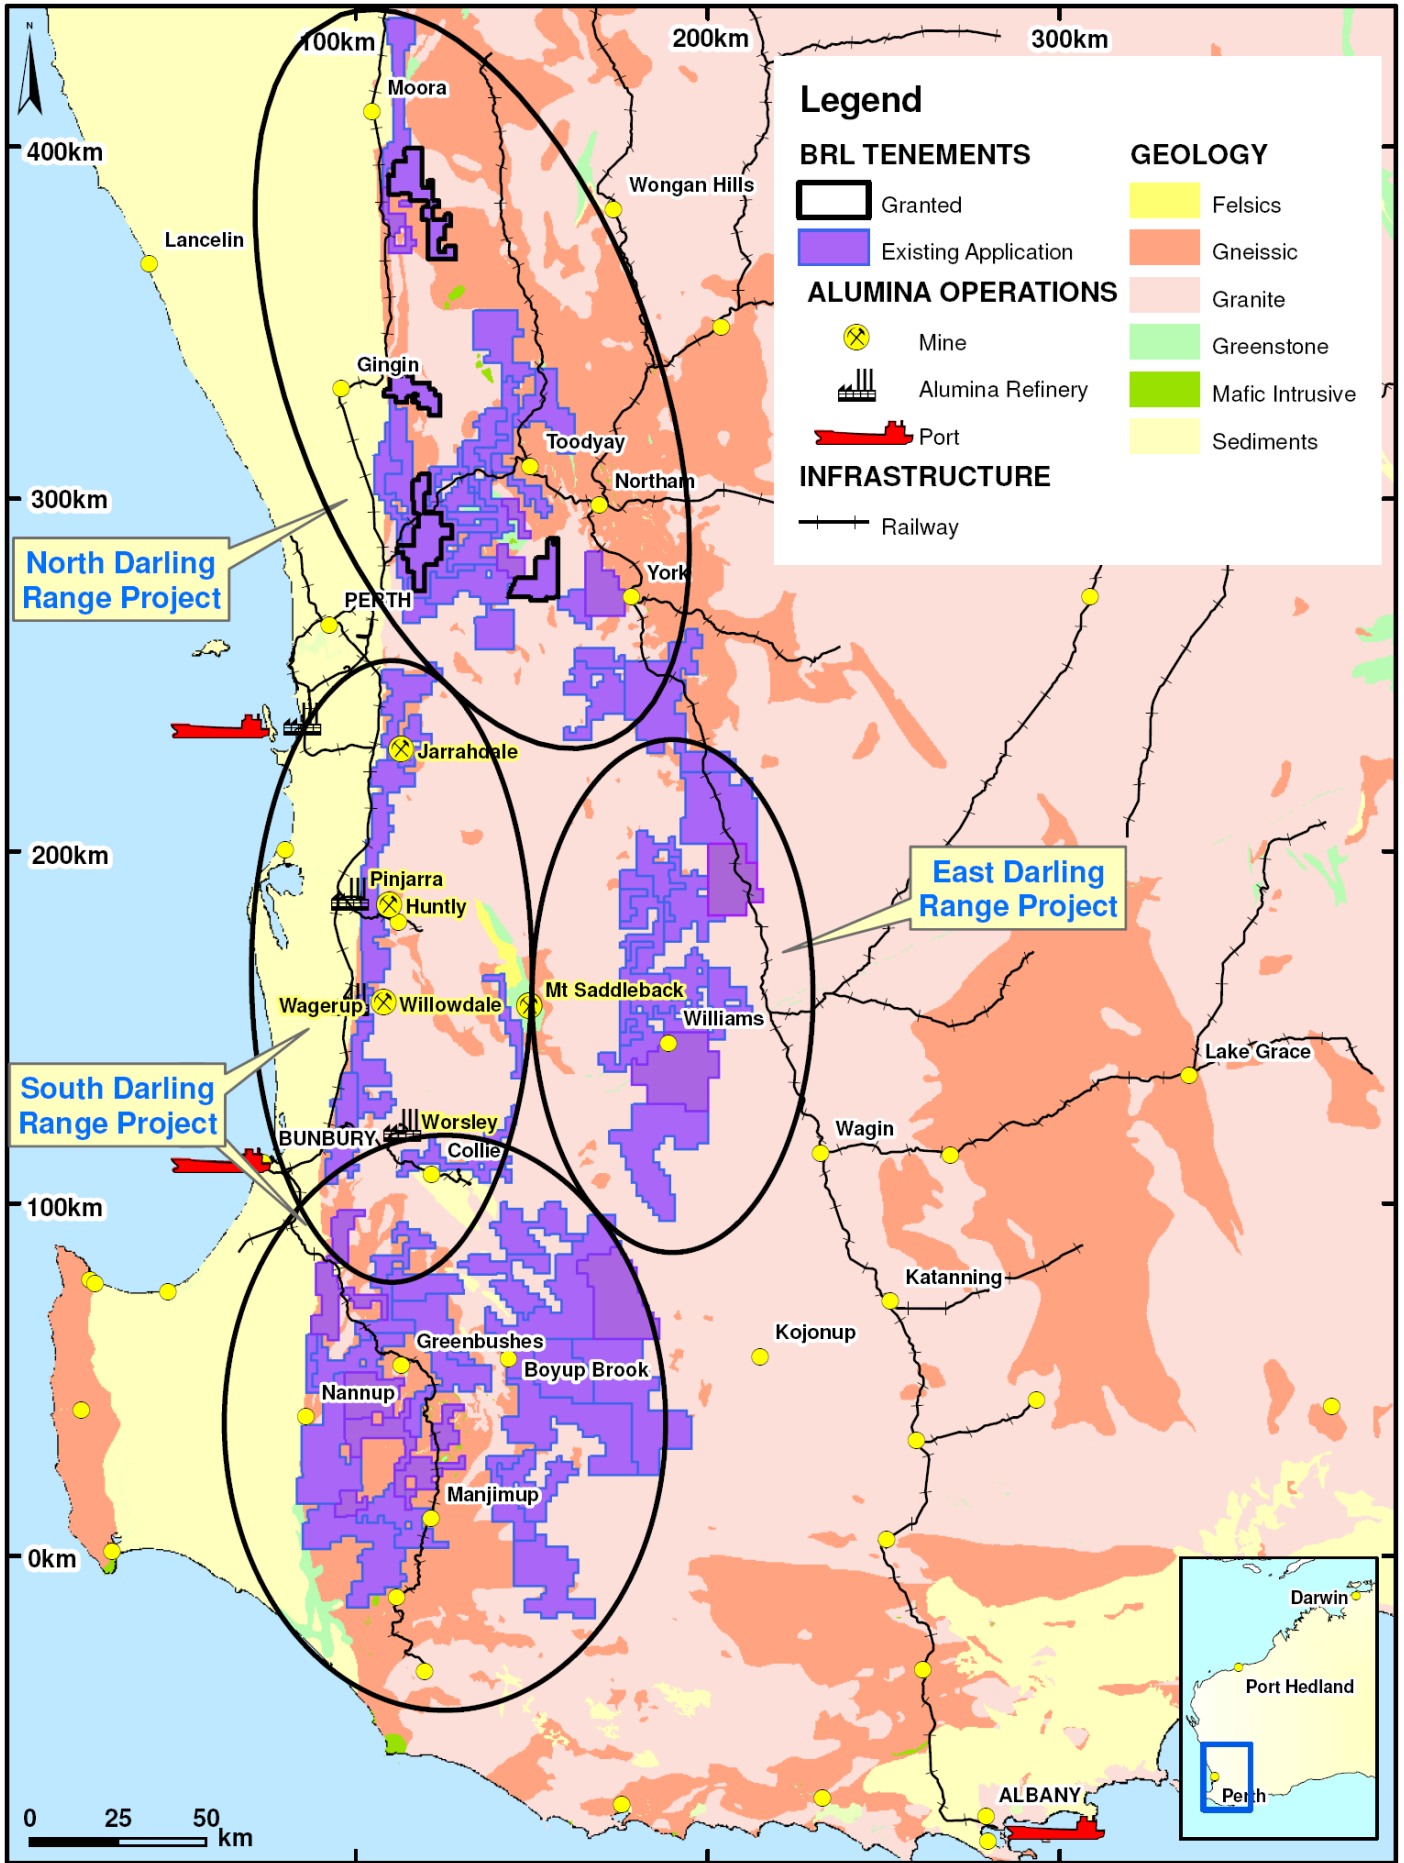 N
100km
200km
300km
Moora
400km
Wongan Hills
Lancelin
Gingin
Toodyay
Northam
300km
North Darling
Range Project
York
PERTH
Legend
BRL TENEMENTS
Granted
Existing Application
ALUMINA OPERATIONS
Mine
Alumina Refinery
Port
INFRASTRUCTURE
Railway
GEOLOGY
Felsics
Gneissic
Granite
Greenstone
Mafic Intrusive
Sediments
Jarrahdale
200km
Pinjarra
Huntly
East Darling
Range Project
Wagerup
Willowdale
Mt Saddleback
Williams
Lake Grace
South Darling
Range Project
Worsley
BUNBURY
Collie
Wagin
100km
Katanning
Kojonup
Greenbushes
Boyup Brook
Nannup
Manjimup
0km
Darwin
Port Hedland
Perth
ALBANY
0
25
50
km